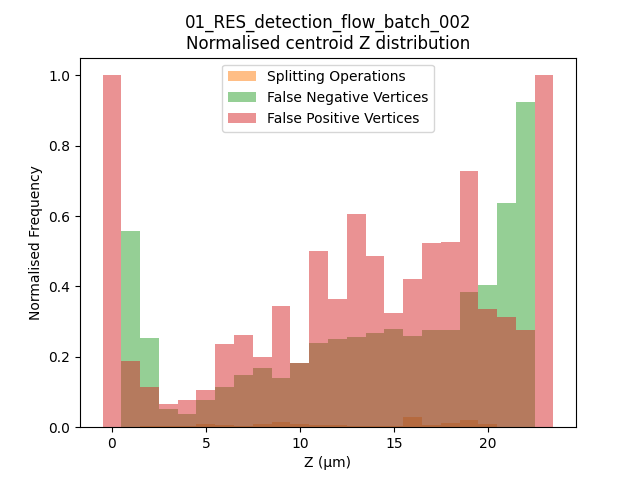 01_RES_detection_flow_batch_002
Normalised centroid Z distribution
Splitting Operations
False Negative Vertices
False Positive Vertices
Normalised Frequency
1.0
0.8
0.6
0.4
0.2
0.0
0
5
10
15
20
Z (μm)